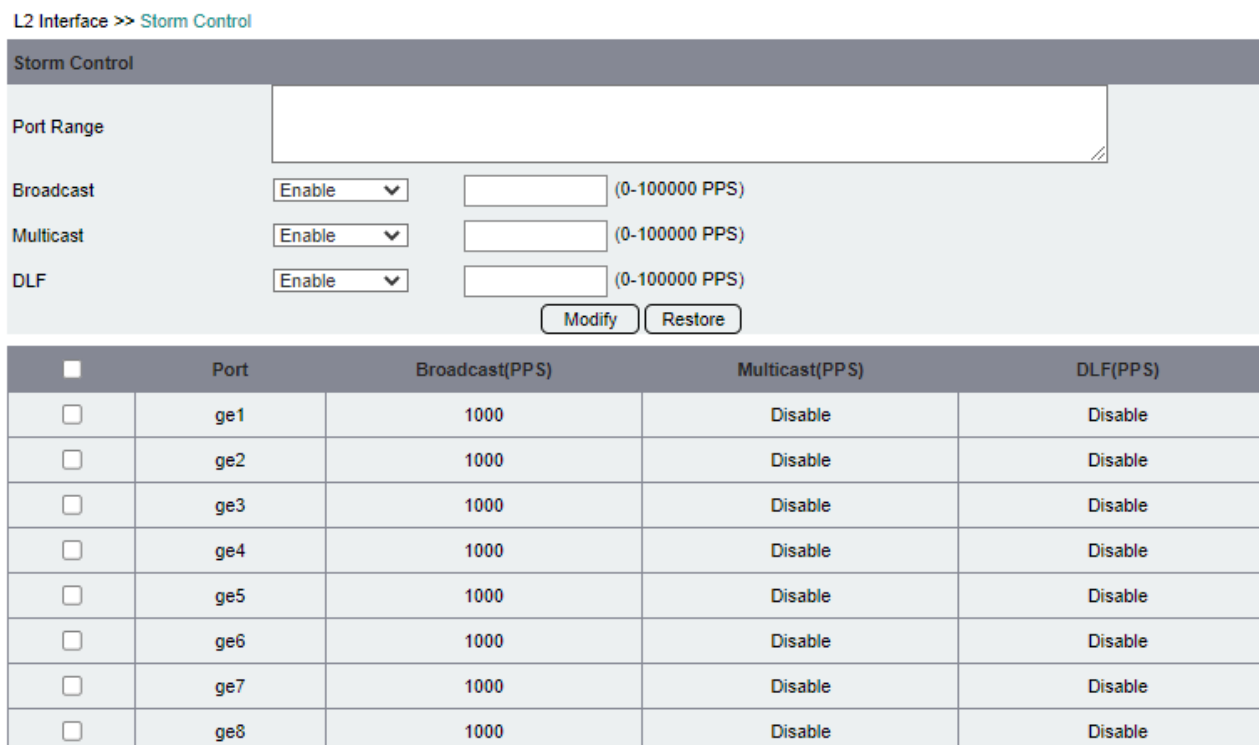 L2 Interface >> Storm Control
Storm Control
Port Range
Broadcast Enable (0-100000 PPS)
Multicast Enable (0-100000 PPS)
DLF Enable (0-100000 PPS)
Modify Restore
Port Broadcast(PPS) Multicast(PPS) DLF(PPS)
ge1 1000 Disable Disable
ge2 1000 Disable Disable
ge3 1000 Disable Disable
ge4 1000 Disable Disable
ge5 1000 Disable Disable
ge6 1000 Disable Disable
ge7 1000 Disable Disable
ge8 1000 Disable Disable